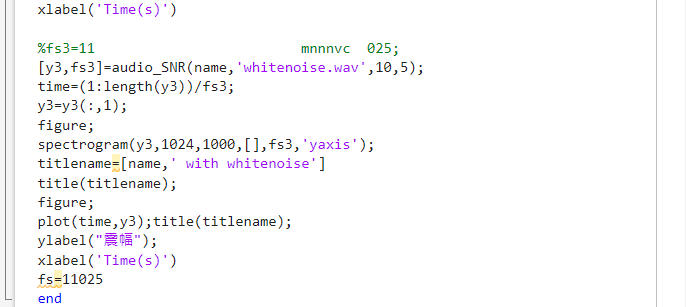 xlabel('Time(s)')
%fs3=11                         mnnnvc  025;
[y3,fs3]=audio_SNR(name,'whitenoise.wav',10,5);
time=(1:length(y3))/fs3;
y3=y3(:,1);
figure;
spectrogram(y3,1024,1000,[],fs3,'yaxis');
titlename=[name,' with whitenoise']
title(titlename);
figure;
plot(time,y3);title(titlename);
ylabel("震幅");
xlabel('Time(s)')
fs=11025
end